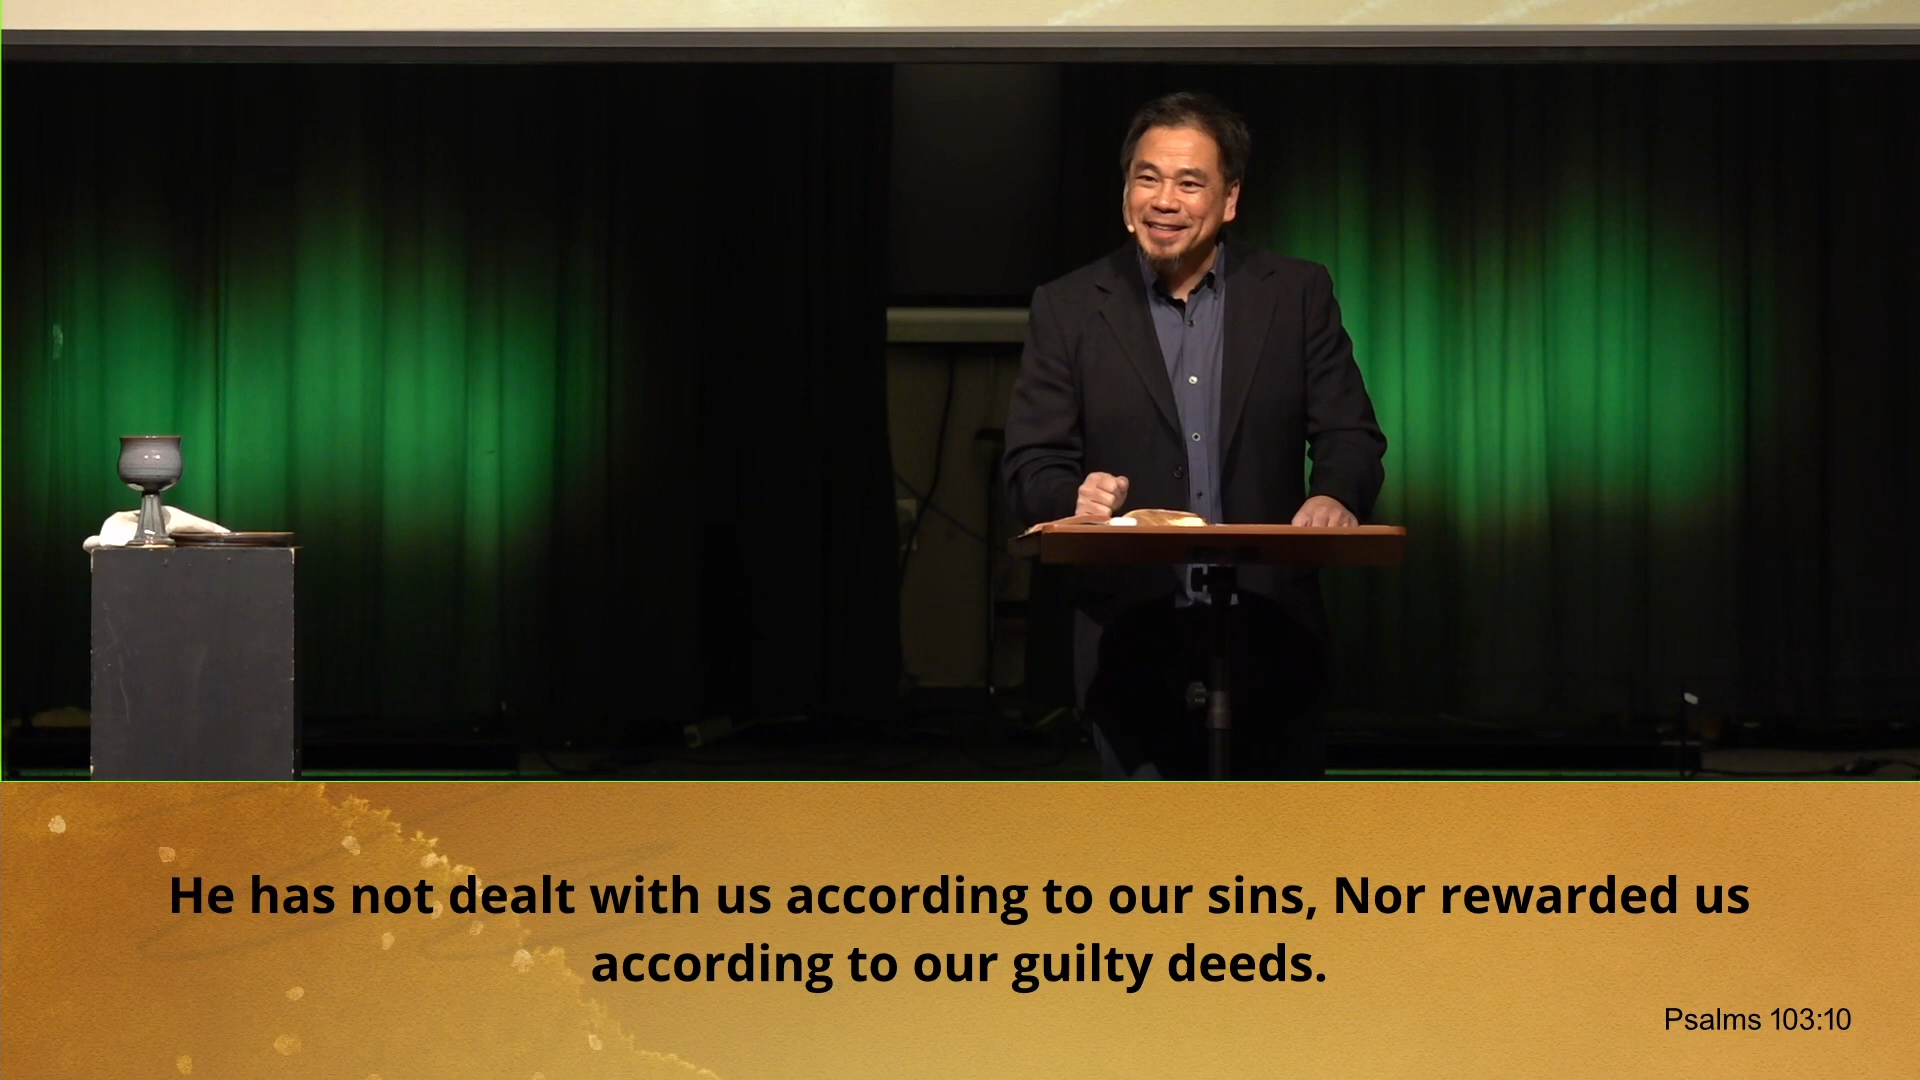 He has not dealt with us according to our sins, Nor rewarded us
according to our guilty deeds.
Psalms 103:10